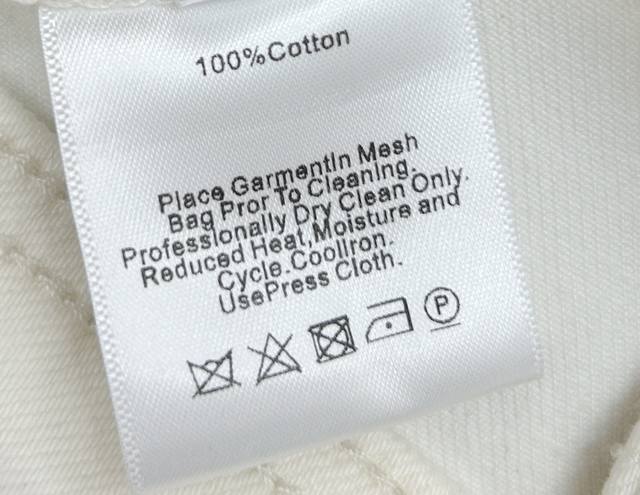 100%Cotton
Place GarmentIn Mesh
Bag Pror To Cleaning.
Professionally Dry Clean Only.
Reduced Heat,Moisture and
Cycle.CoolIron.
UsePress Cloth.
P